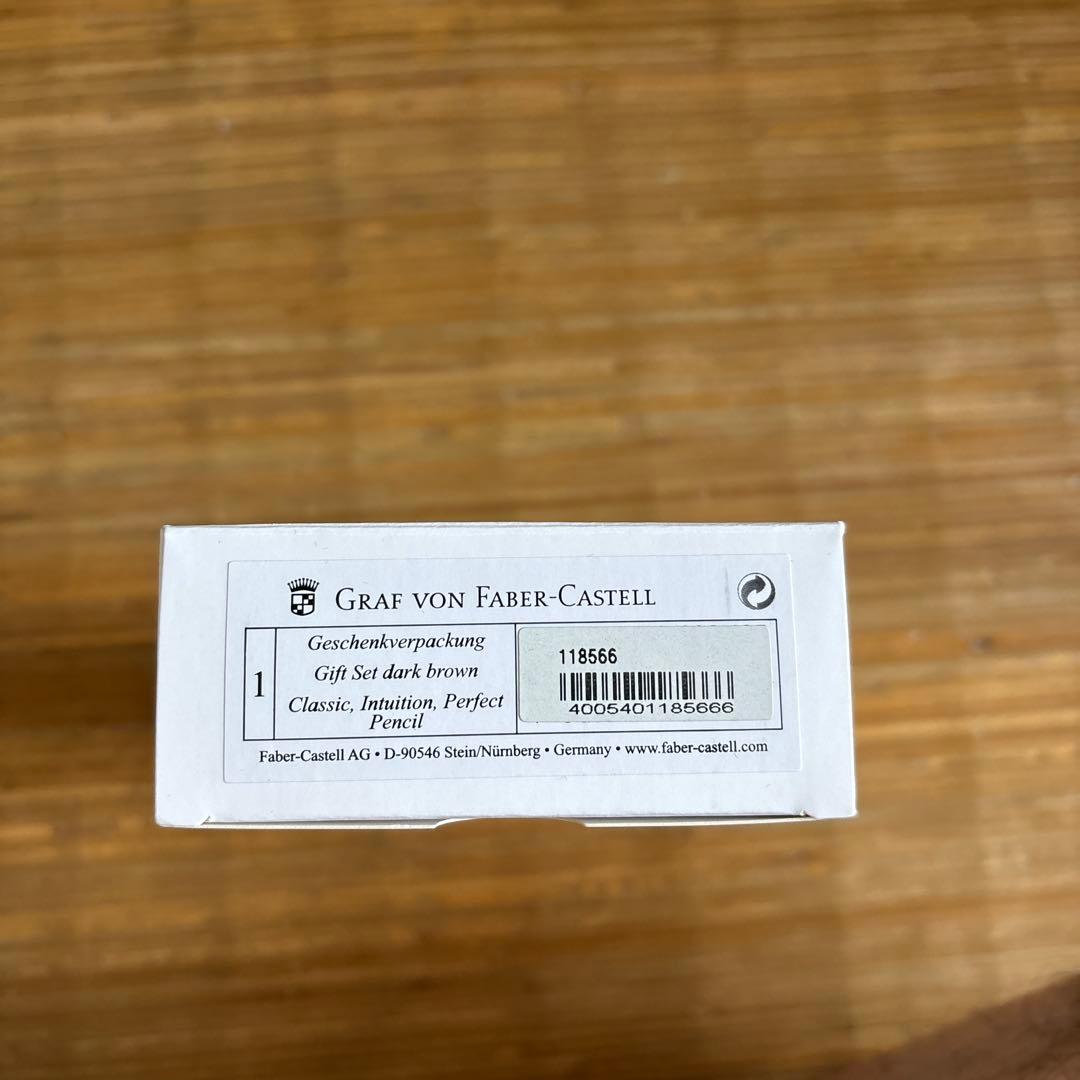 GRAF VON FABER-CASTELL
1
Geschenkverpackung
Gift Set dark brown
Classic, Intuition, Perfect
Pencil
118566
4005401185666
Faber-Castell AG • D-90546 Stein/Nürnberg • Germany • www.faber-castell.com